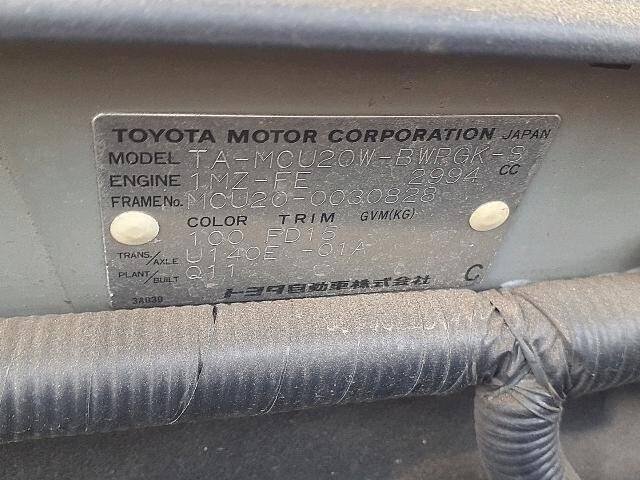 TOYOTA MOTOR CORPORATION JAPAN
MODEL TA-MCU20W-BWPGK-S
ENGINE 1MZ-FE 2994 CC
FRAME No. MCU20-0030828
COLOR TRIM GVM(KG)
100 FD15
TRANS./AXLE U140E -01A
PLANT/BUILT Q11
3A039 トヨタ自動車株式会社 C